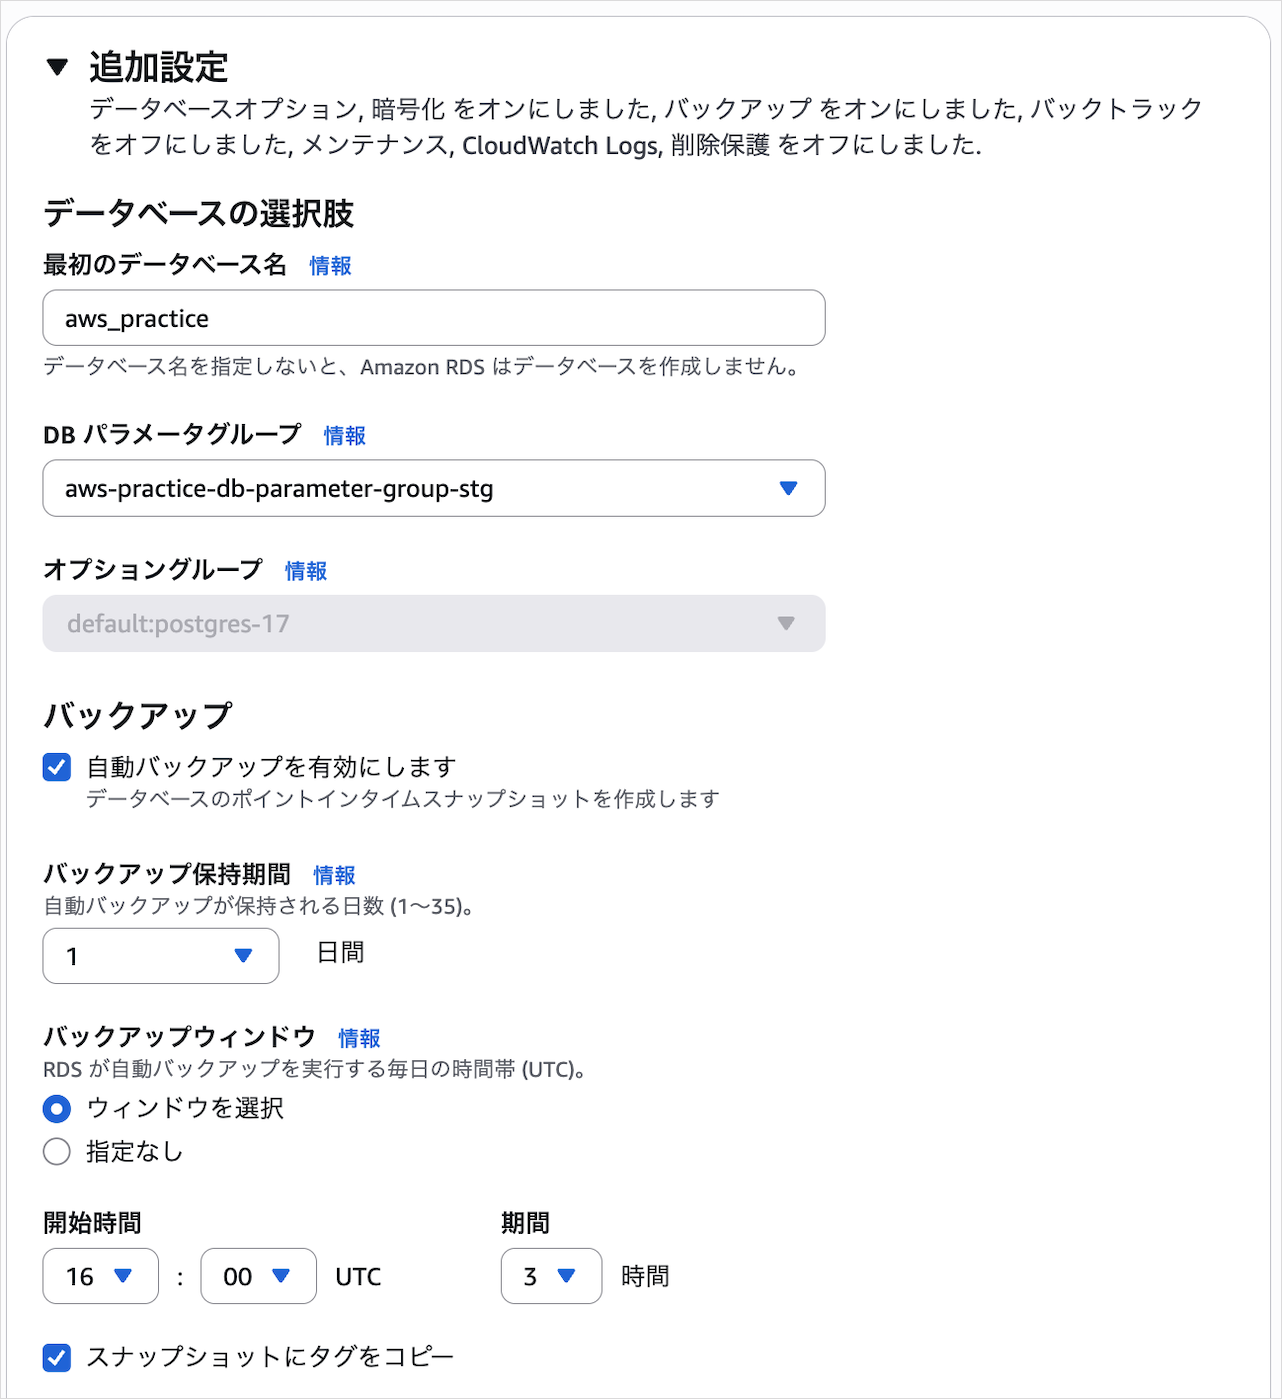 ▼ 追加設定
データベースオプション, 暗号化 をオンにしました, バックアップ をオンにしました, バックトラック
をオフにしました, メンテナンス, CloudWatch Logs, 削除保護 をオフにしました.
データベースの選択肢
最初のデータベース名 情報
aws_practice
データベース名を指定しないと、Amazon RDS はデータベースを作成しません。
DB パラメータグループ 情報
aws-practice-db-parameter-group-stg
オプショングループ 情報
default:postgres-17
バックアップ
自動バックアップを有効にします
データベースのポイントインタイムスナップショットを作成します
バックアップ保持期間 情報
自動バックアップが保持される日数 (1～35)。
1 日間
バックアップウィンドウ 情報
RDS が自動バックアップを実行する毎日の時間帯 (UTC)。
ウィンドウを選択
指定なし
開始時間 期間
16 : 00 UTC 3 時間
スナップショットにタグをコピー